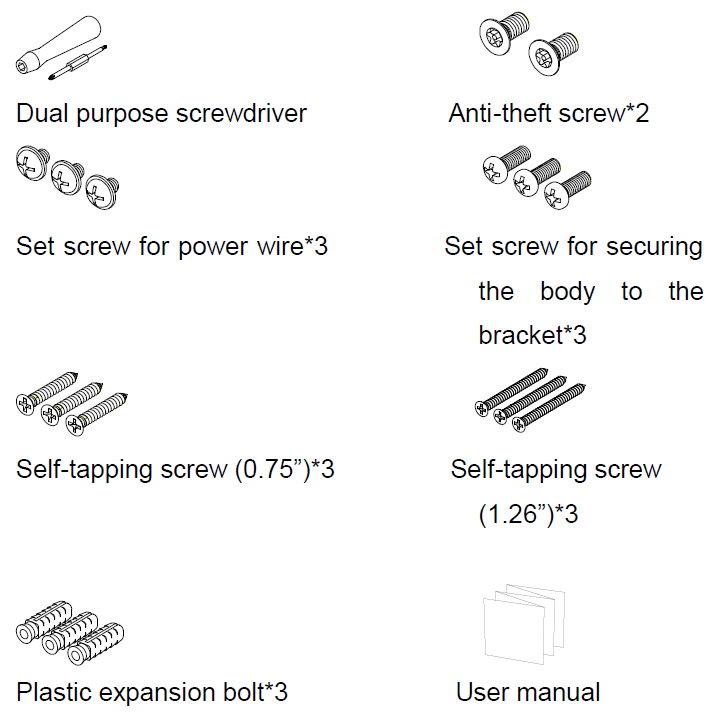 Dual purpose screwdriver
Anti-theft screw*2
Set screw for power wire*3
Set screw for securing
the body to the
bracket*3
Self-tapping screw (0.75”)*3
Self-tapping screw
(1.26”)*3
Plastic expansion bolt*3
User manual